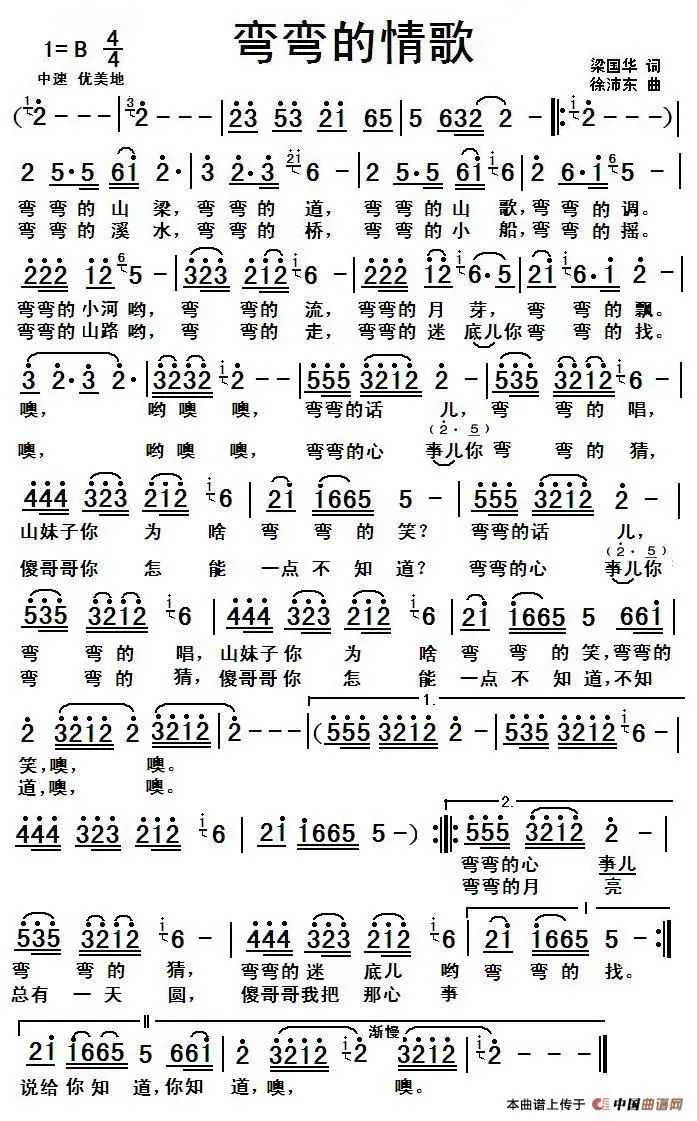 弯弯的情歌
1=B 4/4
中速 优美地
梁国华 词
徐沛东 曲
(i 2 - - - | 3 2 - - - | 23 53 21 65 | 5 632 2 - |: i 2 - - -) |
2 5·5 6i 2· | 3 2·3 2i 6 - | 2 5·5 6i i 6 | 2 6·i 6 5 - |
弯弯的山梁，弯弯的道，弯弯的山歌，弯弯的调。
弯弯的溪水，弯弯的桥，弯弯的小船，弯弯的摇。
222 12 6 5 - | 323 212 i 6 - | 222 12 i 6·5 | 21 6·1 2 - |
弯弯的小河哟，弯弯的流，弯弯的月芽，弯弯的飘。
弯弯的山路哟，弯弯的走，弯弯的迷底儿你弯弯的找。
3 2·3 2· | 3232 i 2 - - | 555 3212 2 - | 535 3212 i 6 - |
噢，哟噢噢，弯弯的话儿，弯弯的唱，
(2· 5)
噢，哟噢噢，弯弯的心事儿你弯弯的猜，
444 323 212 i 6 | 21 1665 5 - | 555 3212 2 - |
山妹子你为啥弯弯的笑？弯弯的话儿，
(2· 5)
傻哥哥你怎能一点不知道？弯弯的心事儿你
535 3212 i 6 - | 444 323 212 i 6 | 21 1665 5 661 |
弯弯的唱，山妹子你为啥弯弯的笑，弯弯的
弯弯的猜，傻哥哥你怎能一点不知道，不知
1.
2 3212 2 3212 | 2 - - - | (555 3212 2 - | 535 3212 i 6 - |
笑，噢，噢。
道，噢，噢。
2.
444 323 212 i 6 | 21 1665 5 -) :|: 555 3212 2 - |
弯弯的心事儿
弯弯的月亮
I
535 3212 i 6 - | 444 323 212 i 6 | 21 1665 5 - :|
弯弯的猜，弯弯的迷底儿哟弯弯的找。
总有一天圆，傻哥哥我把那心事
II 渐慢
21 1665 5 661 | 2 3212 i 2 3212 | i 2 - - - ||
说给你知道，你知道，噢，噢。
本曲谱上传于 中国曲谱网